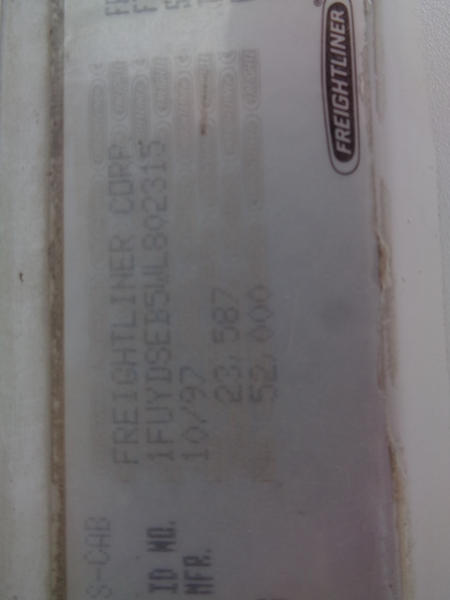 S-CAB
FREIGHTLINER CORP
ID NO. 1FUYDSEB5WL802315
MFR. 10/97
23,587
52,000
FREIGHTLINER